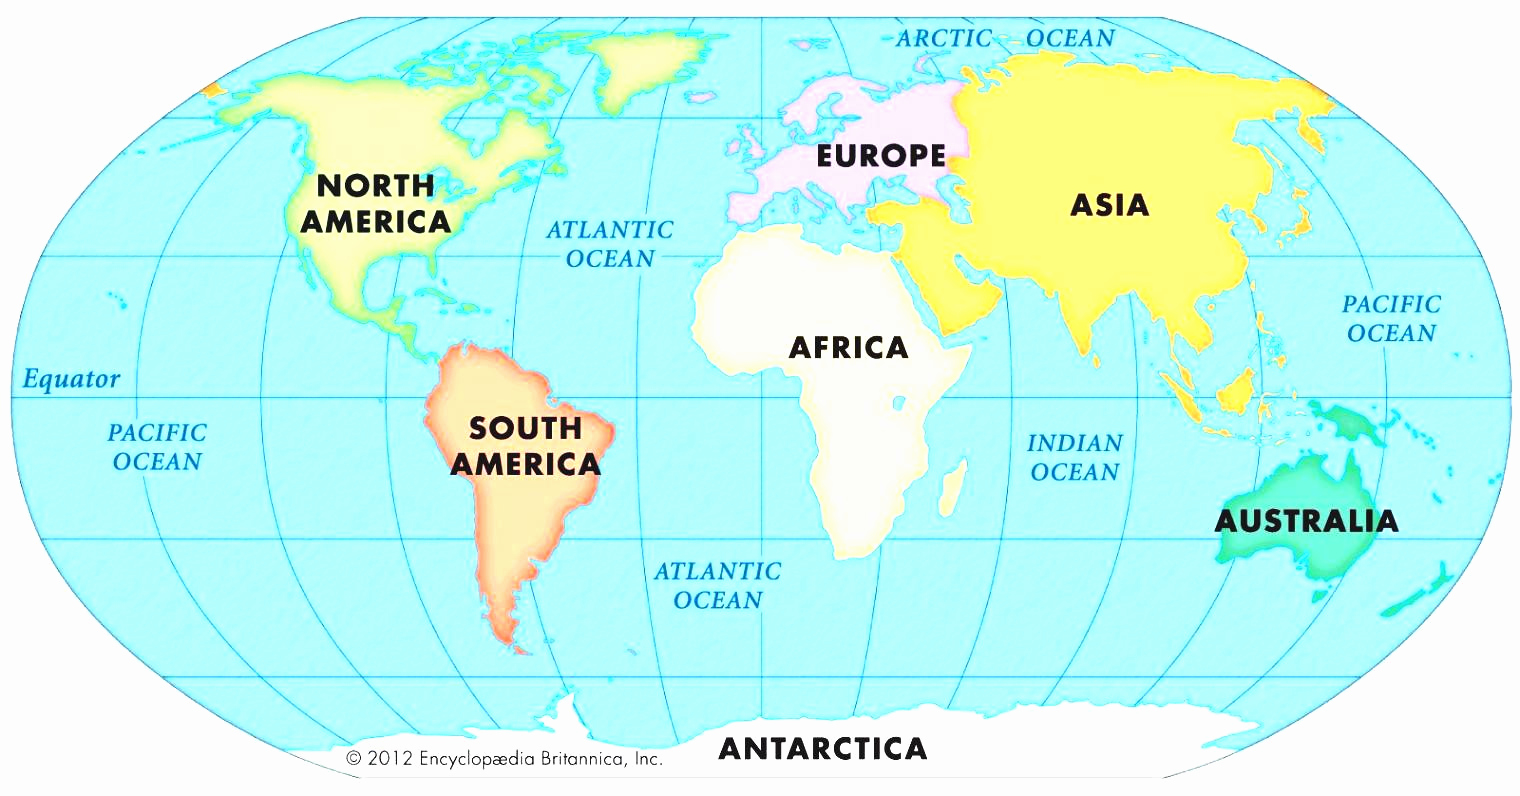 ARCTIC OCEAN
EUROPE
NORTH
AMERICA
ASIA
ATLANTIC
OCEAN
PACIFIC
OCEAN
AFRICA
Equator
SOUTH
AMERICA
PACIFIC
OCEAN
INDIAN
OCEAN
AUSTRALIA
ATLANTIC
OCEAN
ANTARCTICA
© 2012 Encyclopædia Britannica, Inc.